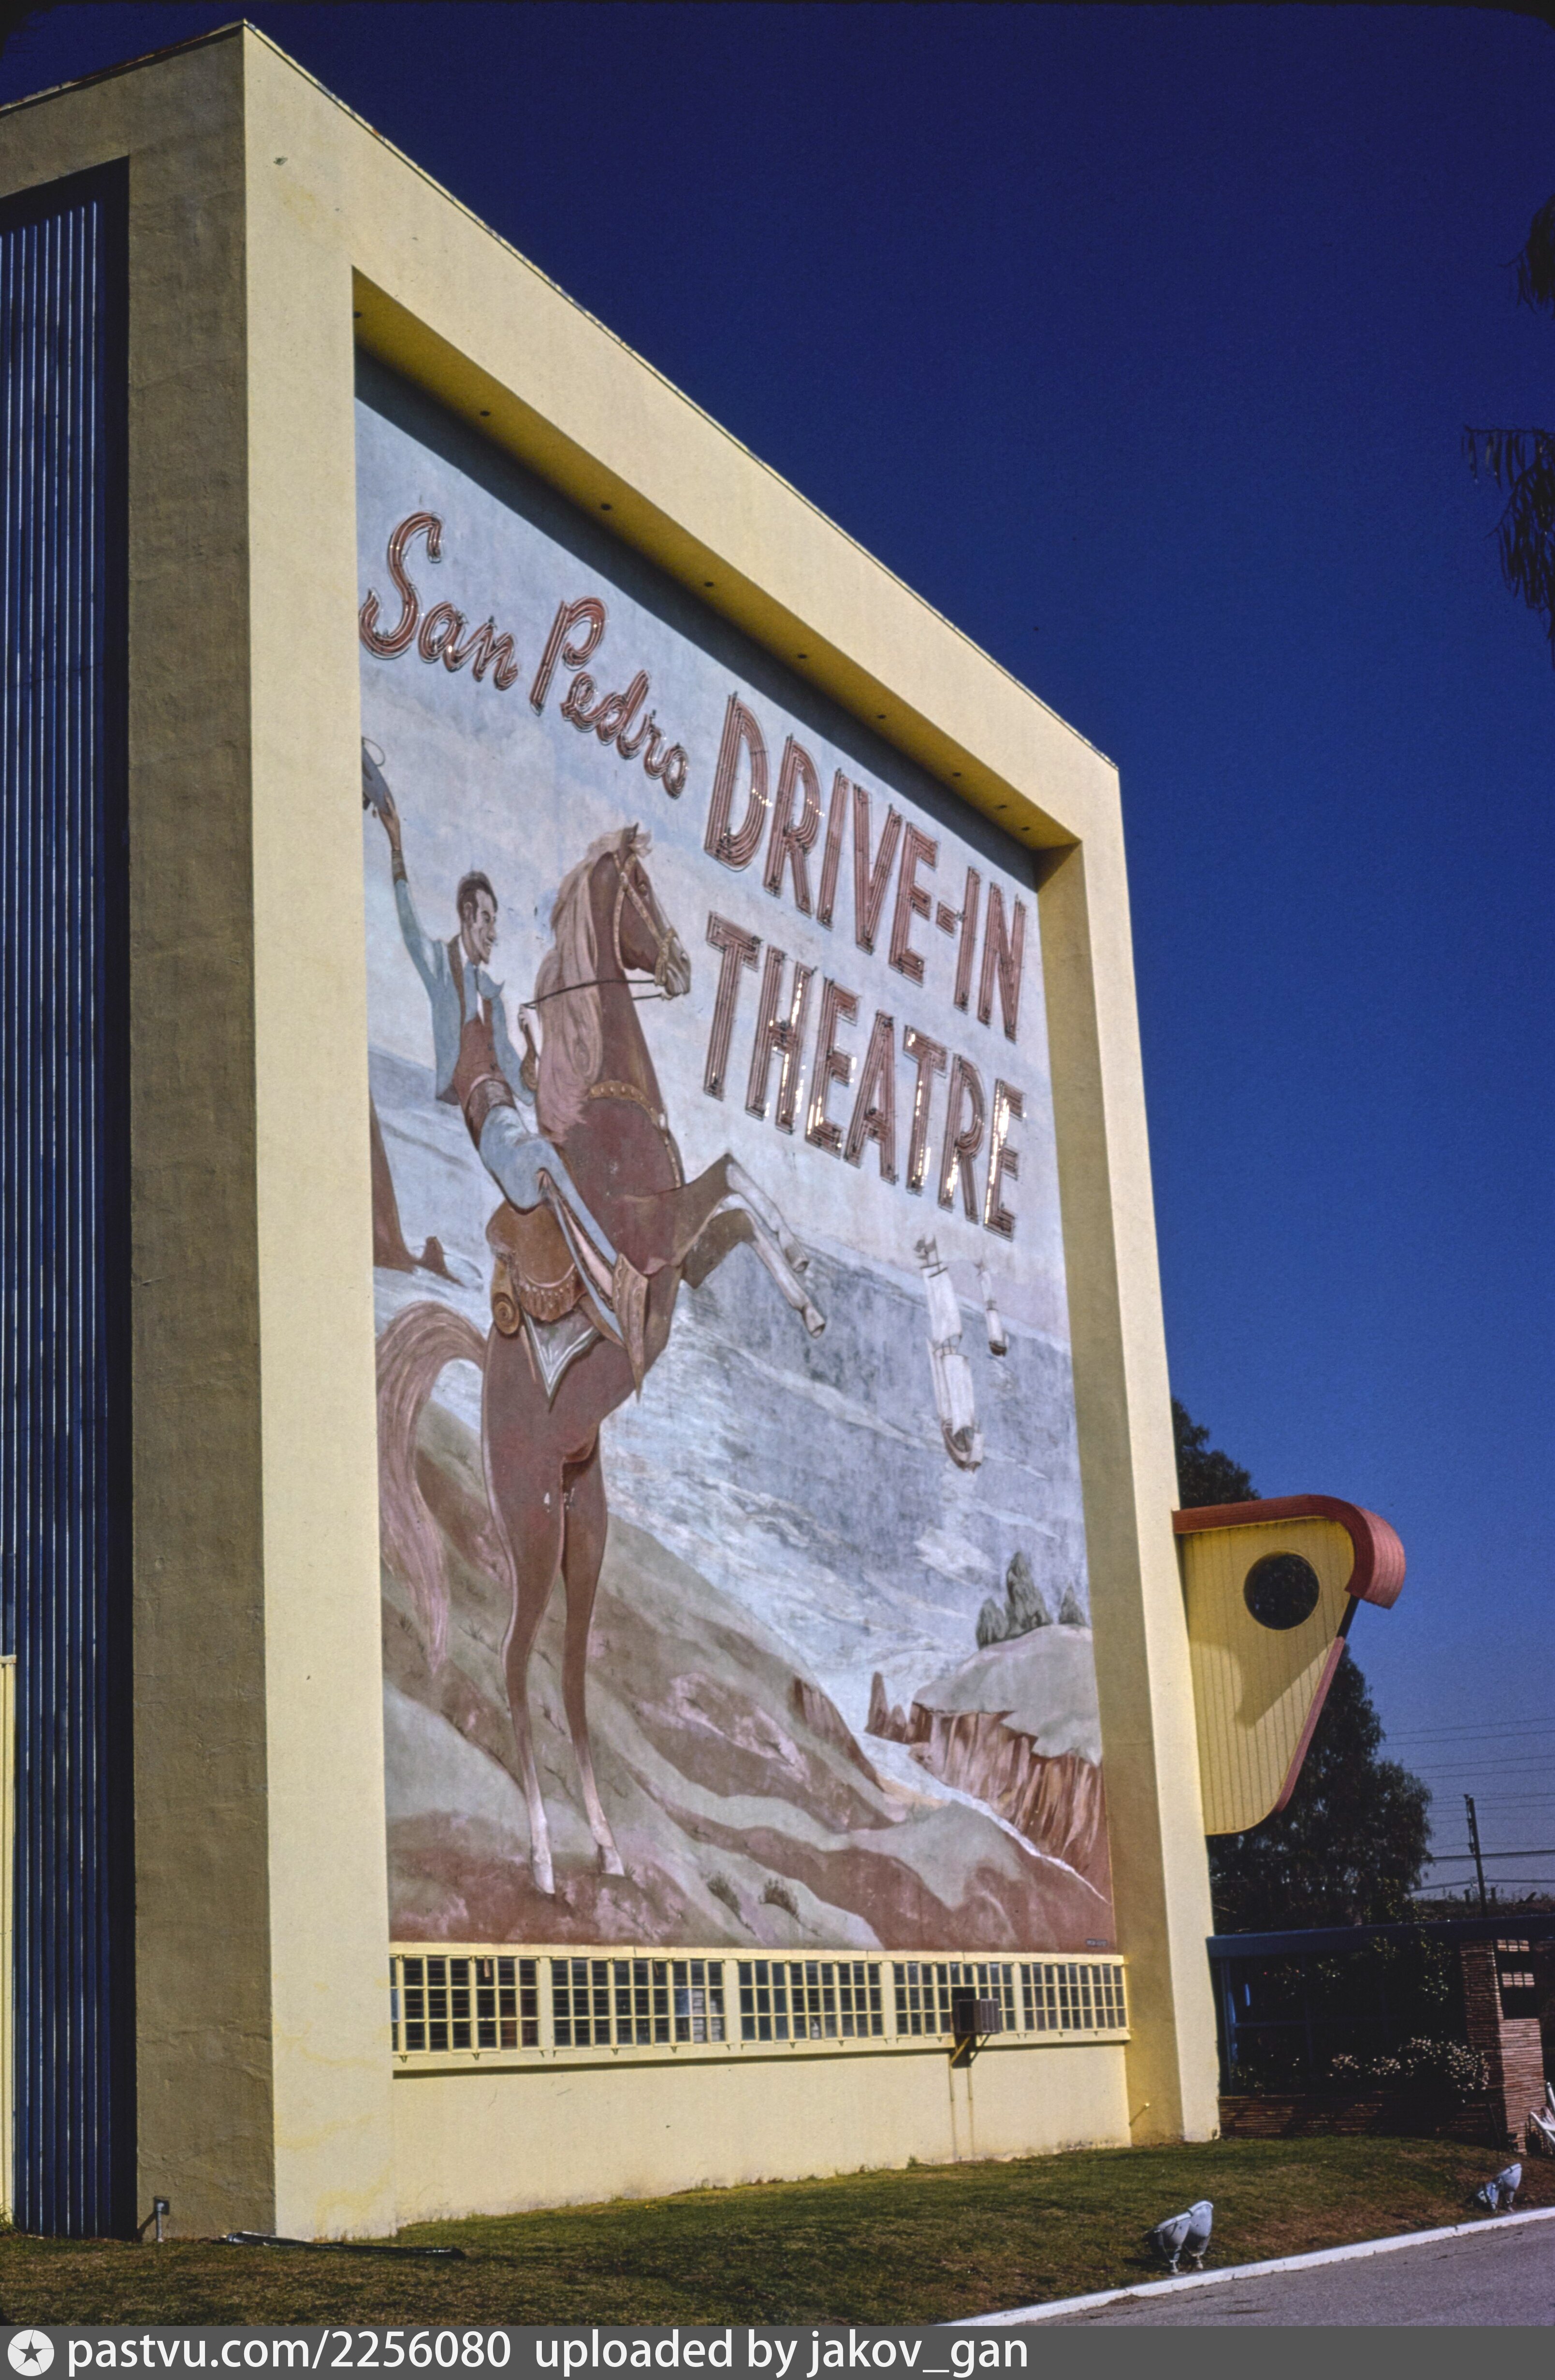 San Pedro
DRIVE-IN
THEATRE
pastvu.com/2256080 uploaded by jakov_gan